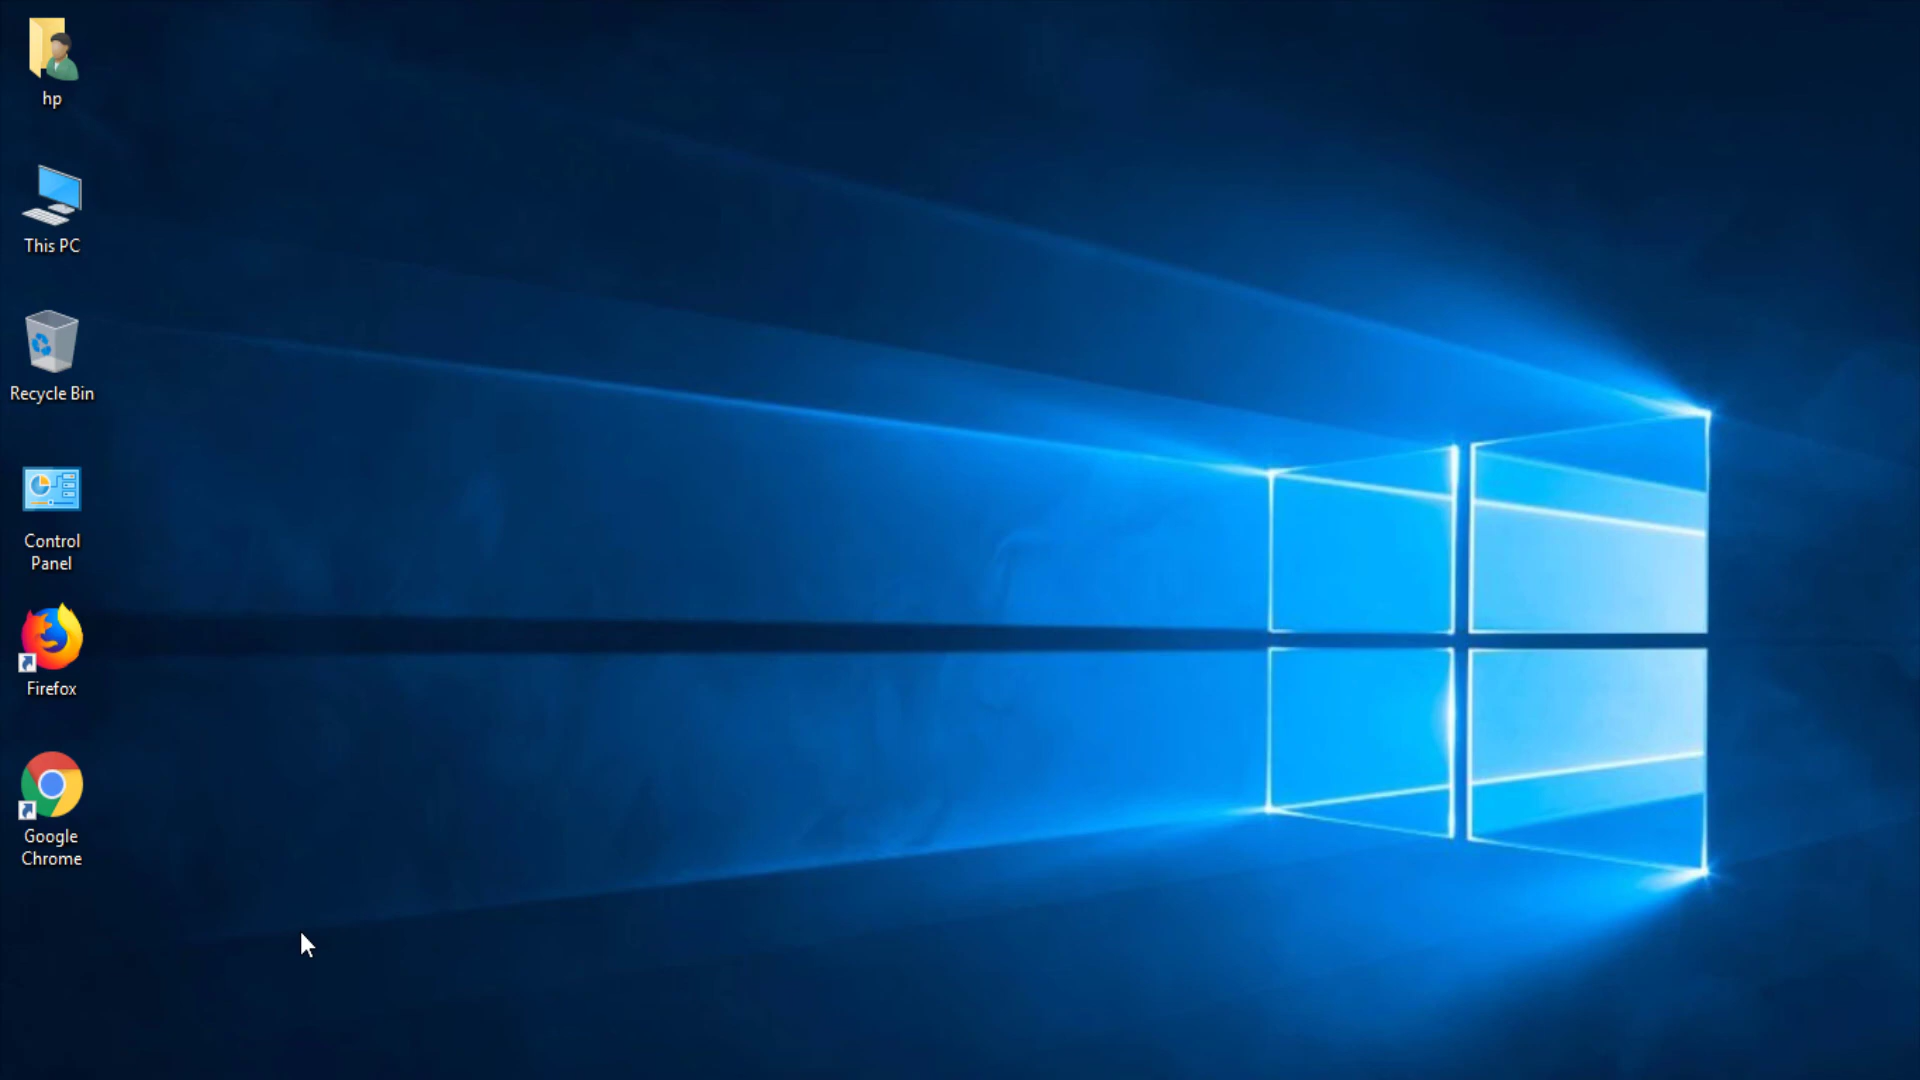 hp
This PC
Recycle Bin
Control
Panel
Firefox
Google
Chrome